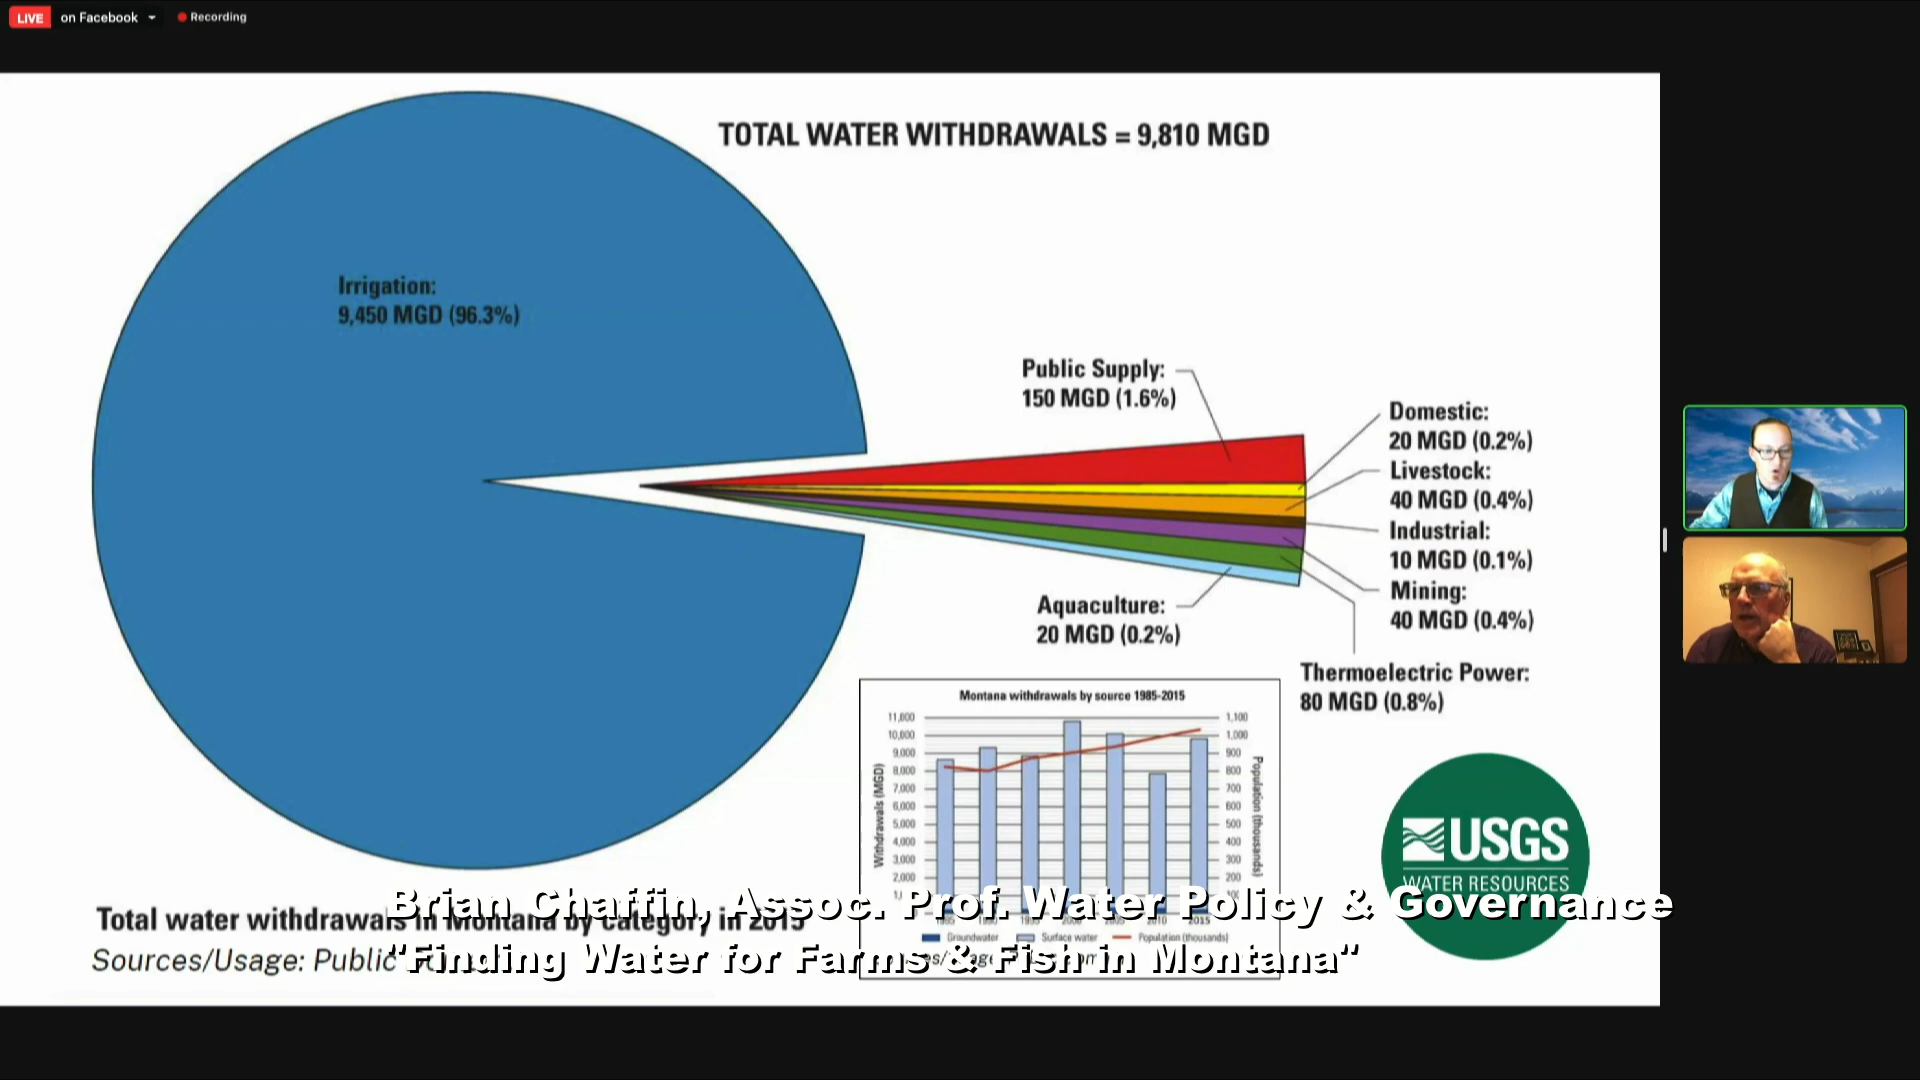 LIVE on Facebook Recording
TOTAL WATER WITHDRAWALS = 9,810 MGD
Irrigation:
9,450 MGD (96.3%)
Public Supply:
150 MGD (1.6%)
Domestic:
20 MGD (0.2%)
Livestock:
40 MGD (0.4%)
Industrial:
10 MGD (0.1%)
Mining:
40 MGD (0.4%)
Aquaculture:
20 MGD (0.2%)
Thermoelectric Power:
80 MGD (0.8%)
Montana withdrawals by source 1985-2015
Withdrawals (MGD)
11,000
10,000
9,000
8,000
7,000
6,000
5,000
4,000
3,000
2,000
1,100
1,000
900
800
700
600
500
400
300
200
Population (thousands)
2015
Groundwater Surface water Population (thousands)
USGS
WATER RESOURCES
Total water withdrawals in Montana by category in 2015
Sources/Usage: Public
Brian Chaffin, Assoc. Prof. Water Policy & Governance
"Finding Water for Farms & Fish in Montana"